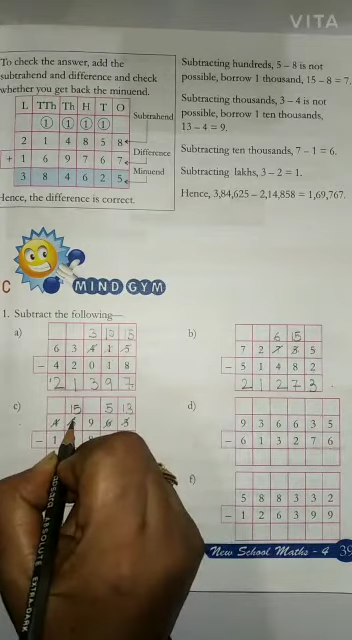 VITA
To check the answer, add the
subtrahend and difference and check
whether you get back the minuend.
L TTh Th H T O
1 1 1 1
2 1 4 8 5 8 Subtrahend
+ 1 6 9 7 6 7 Difference
3 8 4 6 2 5 Minuend
Hence, the difference is correct.
Subtracting hundreds, 5 – 8 is not
possible, borrow 1 thousand, 15 – 8 = 7.
Subtracting thousands, 3 – 4 is not
possible, borrow 1 ten thousands,
13 – 4 = 9.
Subtracting ten thousands, 7 – 1 = 6.
Subtracting lakhs, 3 – 2 = 1.
Hence, 3,84,625 – 2,14,858 = 1,69,767.
C MIND GYM
1. Subtract the following—
a)
6 3 4 1 5
– 4 2 0 1 8
2 1 3 9 7
b)
6 15
7 2 7 5 5
– 5 1 4 8 2
2 1 2 7 3
c)
15 5 13
– 1
d)
9 3 6 6 3 5
– 6 1 3 2 7 6
f)
5 8 8 3 3 2
– 1 2 6 3 9 9
New School Maths - 4 39
apsara ABSOLUTE EXTRA DARK